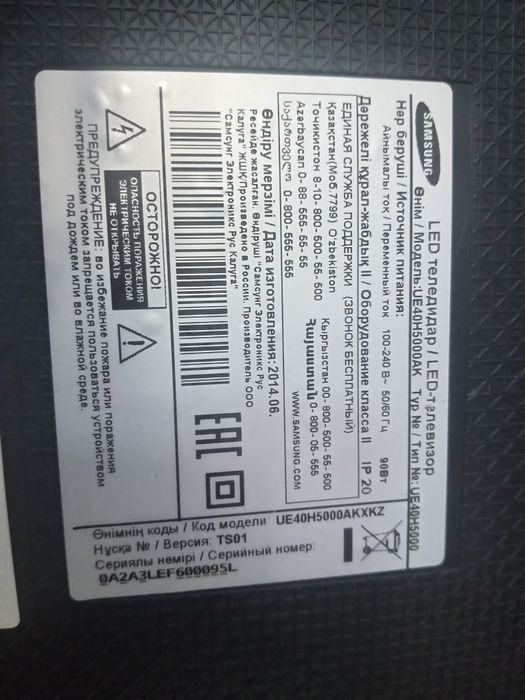 SAMSUNG
LED теледидар / LED-телевизор
Өнім / Модель:UE40H5000AK Түр № / Тип №: UE40H5000
Нәр беруші / Источник питания:
Айнымалы ток / Переменный ток 100-240 В~ 50/60 Гц 90Вт
Дәрежелі құрал-жабдық II / Оборудование класса II IP 20
ЕДИНАЯ СЛУЖБА ПОДДЕРЖКИ (ЗВОНОК БЕСПЛАТНЫЙ)
Қазақстан(Моб.7799) O'zbekiston Кыргызстан 00-800-500-55-500
Тоҷикистон 8-10-800-500-55-500 Հայաստան 0-800-05-555
Azərbaycan 0-88-555-55-55
საქართველო 0-800-555-555 WWW.SAMSUNG.COM
Өндіру мерзімі / Дата изготовления:2014.06.
Ресейде жасалған. Өндіруші "Самсунг Электроникс Рус
Калуга" ЖШҚ/Произведено в России. Производитель ООО
"Самсунг Электроникс Рус Калуга"
EAC
ОСТОРОЖНО!
ОПАСНОСТЬ ПОРАЖЕНИЯ
ЭЛЕКТРИЧЕСКИМ ТОКОМ
НЕ ОТКРЫВАТЬ
ПРЕДУПРЕЖДЕНИЕ: во избежание пожара или поражения
электрическим током запрещается пользоваться устройством
под дождем или во влажной среде.
Өнімнің коды / Код модели: UE40H5000AKXKZ
Нұсқа № / Версия: TS01
Сериялы нөмірі / Серийный номер:
0A2A3LEF600095L